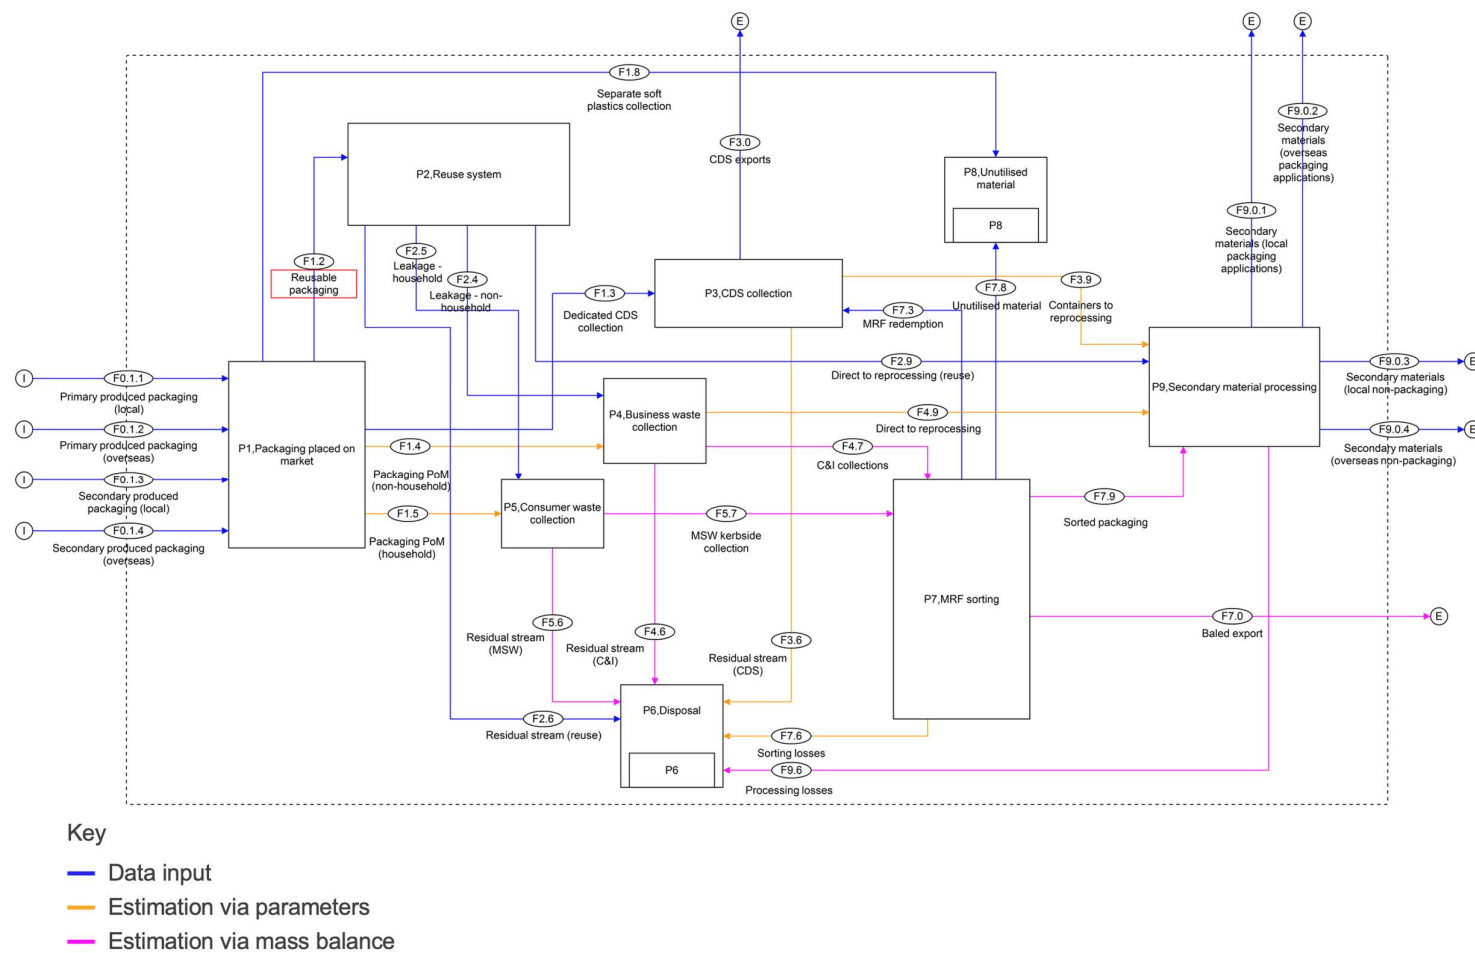 E
E
E
F1.8
Separate soft
plastics collection
F9.0.2
Secondary
materials
(overseas
packaging
applications)
F3.0
CDS exports
P2,Reuse system
P8,Unutilised
material
P8
F9.0.1
Secondary
materials (local
packaging
applications)
F1.2
Reusable
packaging
F2.5
Leakage -
household
F2.4
Leakage - non-
household
F1.3
Dedicated CDS
collection
P3,CDS collection
F7.3
MRF redemption
F7.8
Unutilised material
F3.9
Containers to
reprocessing
I
F0.1.1
Primary produced packaging
(local)
I
F0.1.2
Primary produced packaging
(overseas)
I
F0.1.3
Secondary produced
packaging (local)
I
F0.1.4
Secondary produced packaging
(overseas)
P1,Packaging placed on
market
F2.9
Direct to reprocessing (reuse)
P9,Secondary material processing
F9.0.3
Secondary materials
(local non-packaging)
E
F9.0.4
Secondary materials
(overseas non-packaging)
E
P4,Business waste
collection
F4.9
Direct to reprocessing
F1.4
Packaging PoM
(non-household)
F4.7
C&I collections
F1.5
Packaging PoM
(household)
P5,Consumer waste
collection
F5.7
MSW kerbside
collection
F7.9
Sorted packaging
P7,MRF sorting
F7.0
Baled export
E
F5.6
Residual stream
(MSW)
F4.6
Residual stream
(C&I)
F3.6
Residual stream
(CDS)
P6,Disposal
P6
F2.6
Residual stream (reuse)
F7.6
Sorting losses
F9.6
Processing losses
Key
Data input
Estimation via parameters
Estimation via mass balance